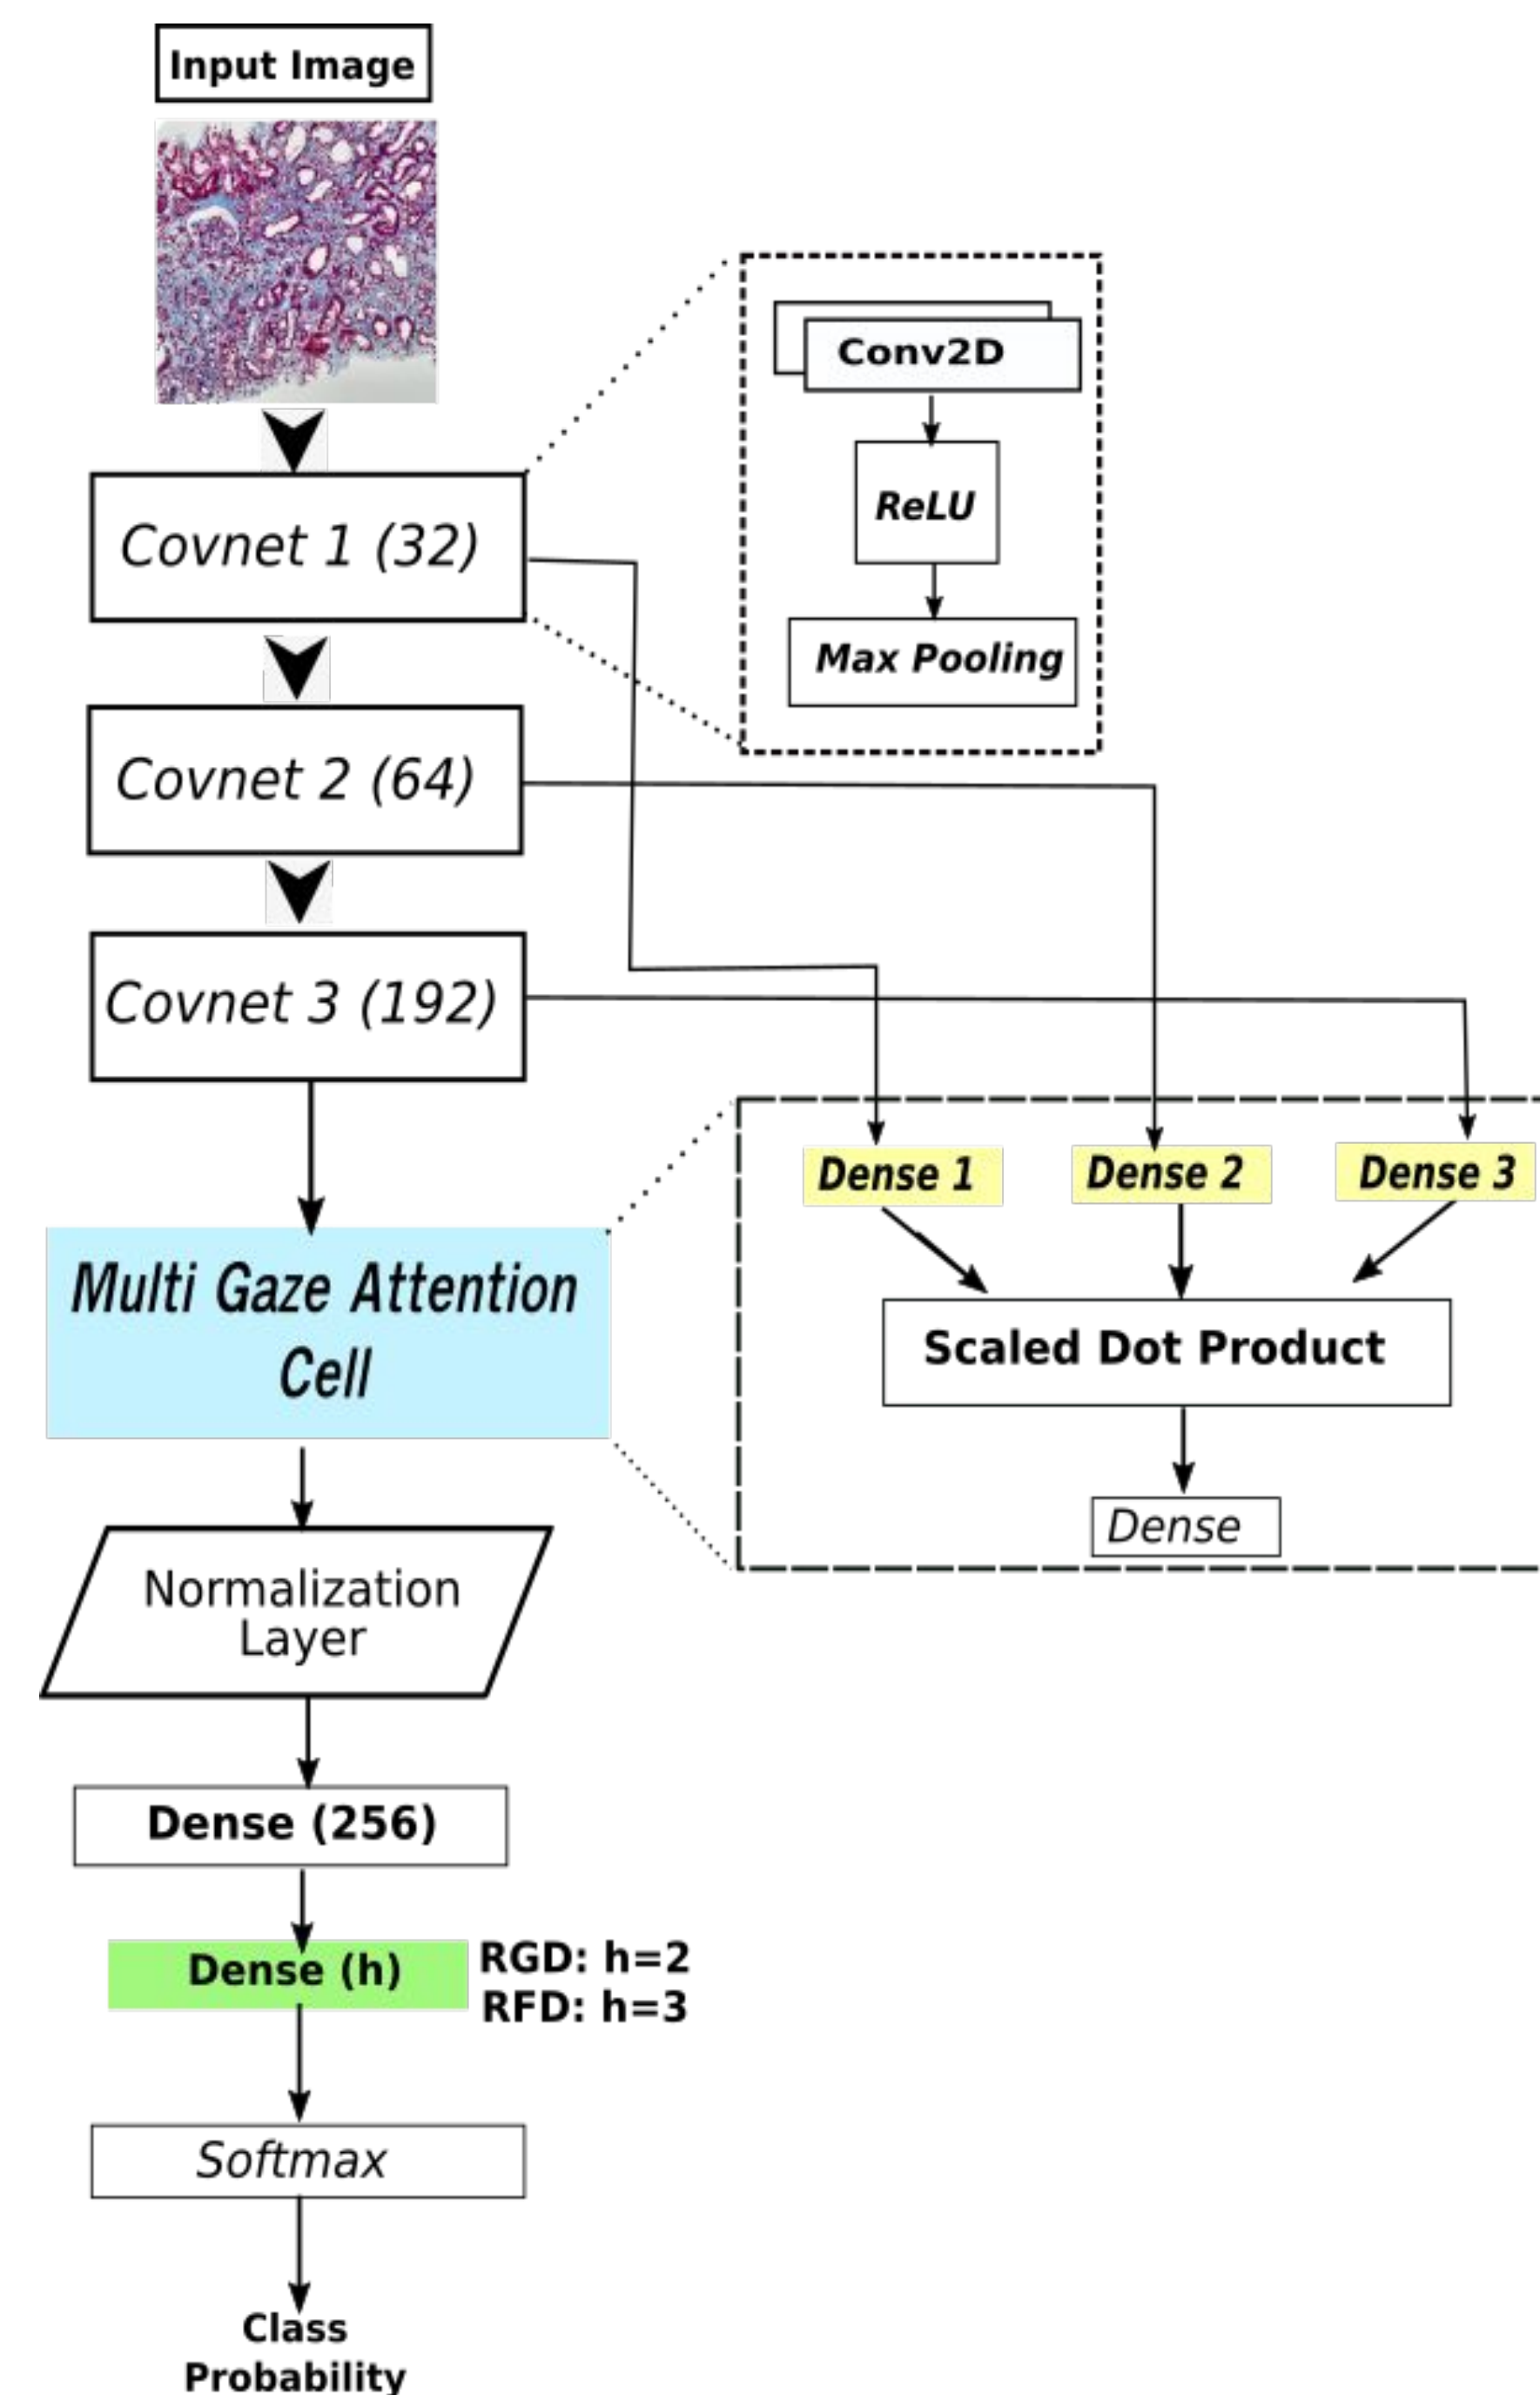 Input Image
Conv2D
ReLU
Max Pooling
Covnet 1 (32)
Covnet 2 (64)
Covnet 3 (192)
Multi Gaze Attention
Cell
Dense 1
Dense 2
Dense 3
Scaled Dot Product
Dense
Normalization
Layer
Dense (256)
Dense (h)
RGD: h=2
RFD: h=3
Softmax
Class
Probability